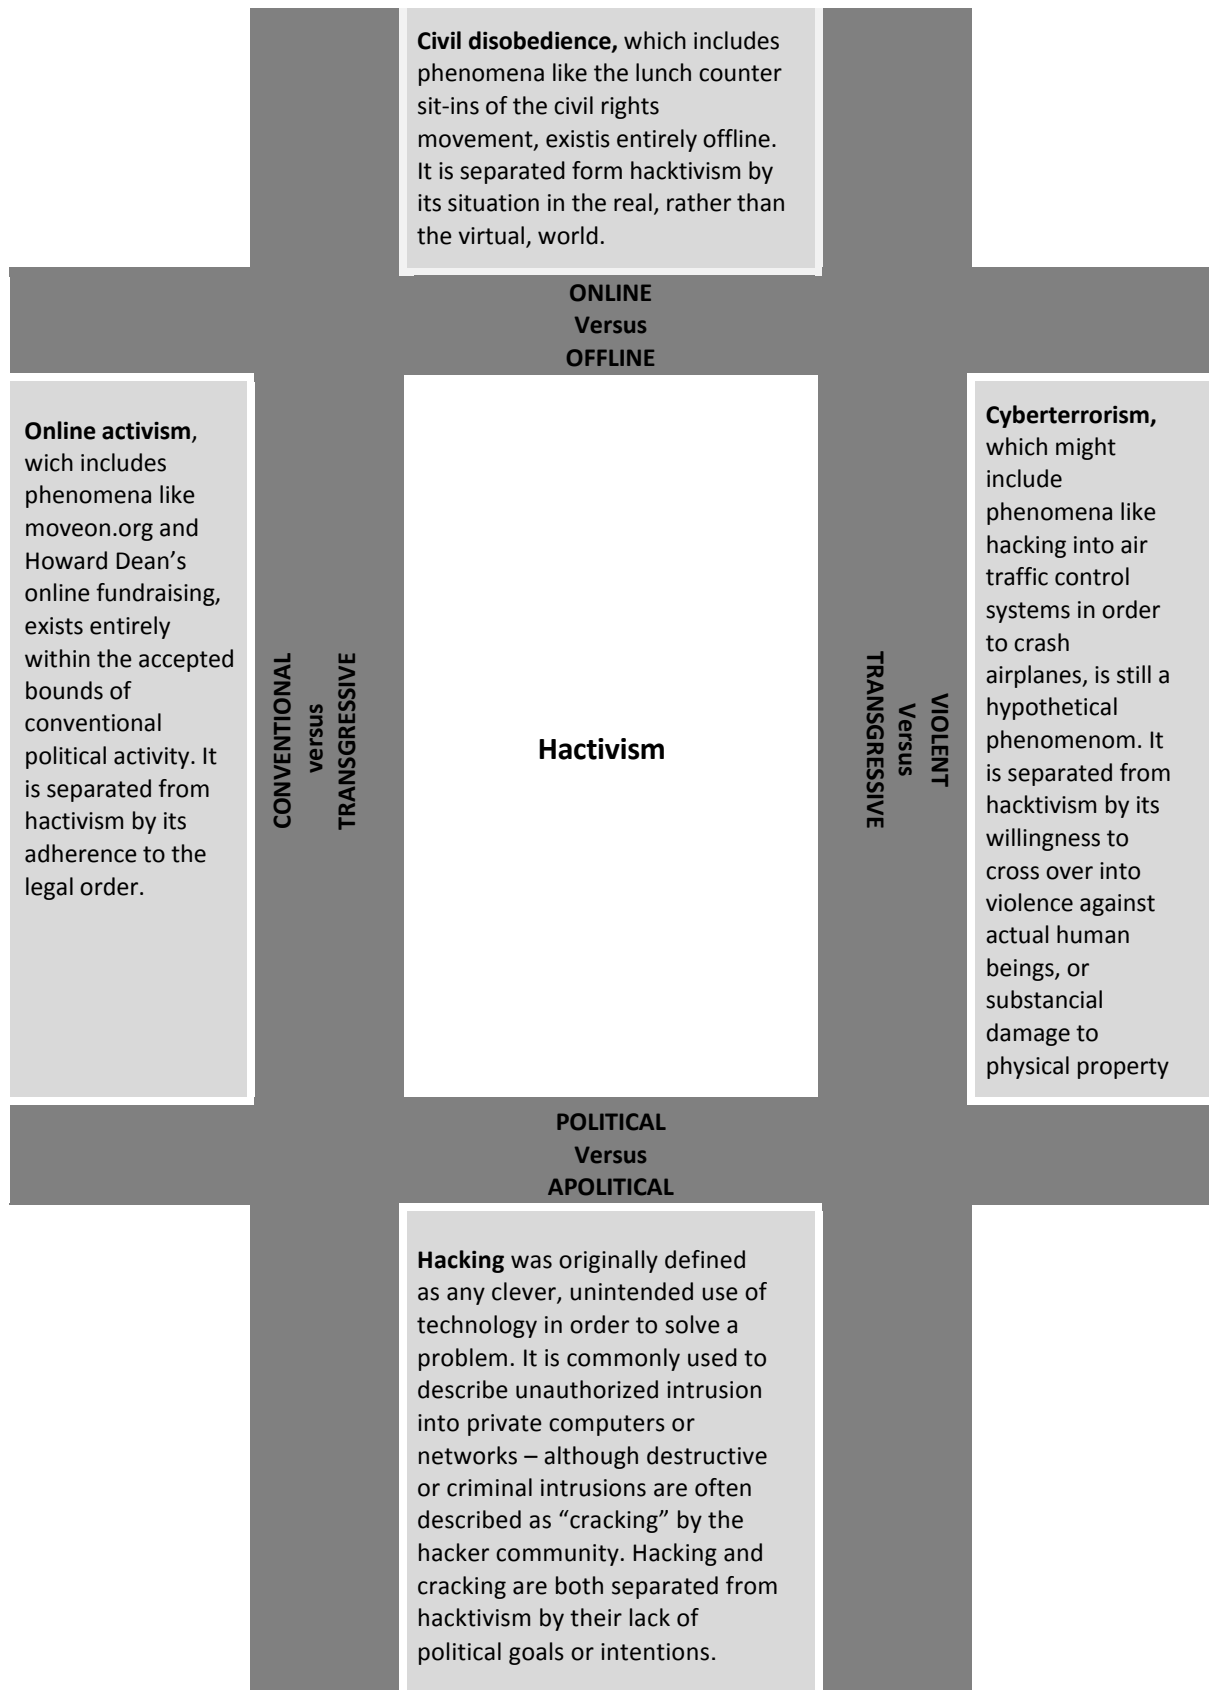 Civil disobedience, which includes
phenomena like the lunch counter
sit-ins of the civil rights
movement, existis entirely offline.
It is separated form hacktivism by
its situation in the real, rather than
the virtual, world.
ONLINE
Versus
OFFLINE
Online activism,
wich includes
phenomena like
moveon.org and
Howard Dean's
online fundraising,
exists entirely
within the accepted
bounds of
conventional
political activity. It
is separated from
hactivism by its
adherence to the
legal order.
CONVENTIONAL
versus
TRANSGRESSIVE
Hactivism
VIOLENT
Versus
TRANSGRESSIVE
Cyberterrorism,
which might
include
phenomena like
hacking into air
traffic control
systems in order
to crash
airplanes, is still a
hypothetical
phenomenom. It
is separated from
hacktivism by its
willingness to
cross over into
violence against
actual human
beings, or
substancial
damage to
physical property
POLITICAL
Versus
APOLITICAL
Hacking was originally defined
as any clever, unintended use of
technology in order to solve a
problem. It is commonly used to
describe unauthorized intrusion
into private computers or
networks – although destructive
or criminal intrusions are often
described as “cracking” by the
hacker community. Hacking and
cracking are both separated from
hacktivism by their lack of
political goals or intentions.